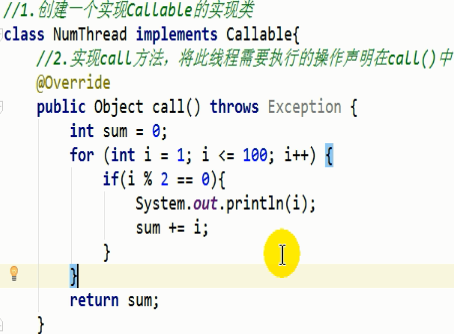 //1.创建一个实现Callable的实现类
class NumThread implements Callable{
//2.实现call方法，将此线程需要执行的操作声明在call()中
@Override
public Object call() throws Exception {
int sum = 0;
for (int i = 1; i <= 100; i++) {
if(i % 2 == 0){
System.out.println(i);
sum += i;
}
}
return sum;
}